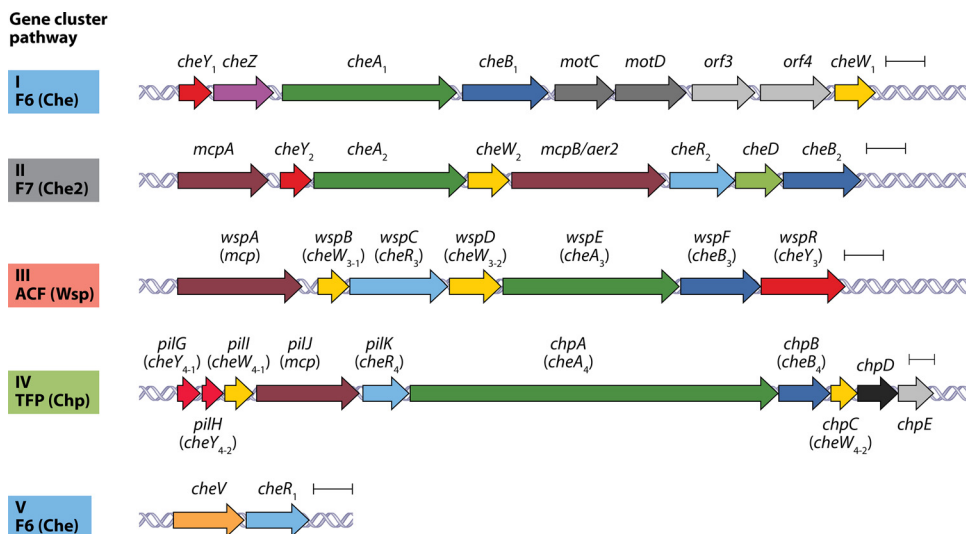 Gene cluster
pathway
I
F6 (Che)
cheY₁ cheZ cheA₁ cheB₁ motC motD orf3 orf4 cheW₁
II
F7 (Che2)
mcpA cheY₂ cheA₂ cheW₂ mcpB/aer2 cheR₂ cheD cheB₂
III
ACF (Wsp)
wspA wspB wspC wspD wspE wspF wspR
(mcp) (cheW₃₋₁) (cheR₃) (cheW₃₋₂) (cheA₃) (cheB₃) (cheY₃)
IV
TFP (Chp)
pilG pilI pilJ pilK chpA chpB
(cheY₄₋₁) (cheW₄₋₁) (mcp) (cheR₄) (cheA₄) (cheB₄) chpD
pilH chpC chpE
(cheY₄₋₂) (cheW₄₋₂)
V
F6 (Che)
cheV cheR₁